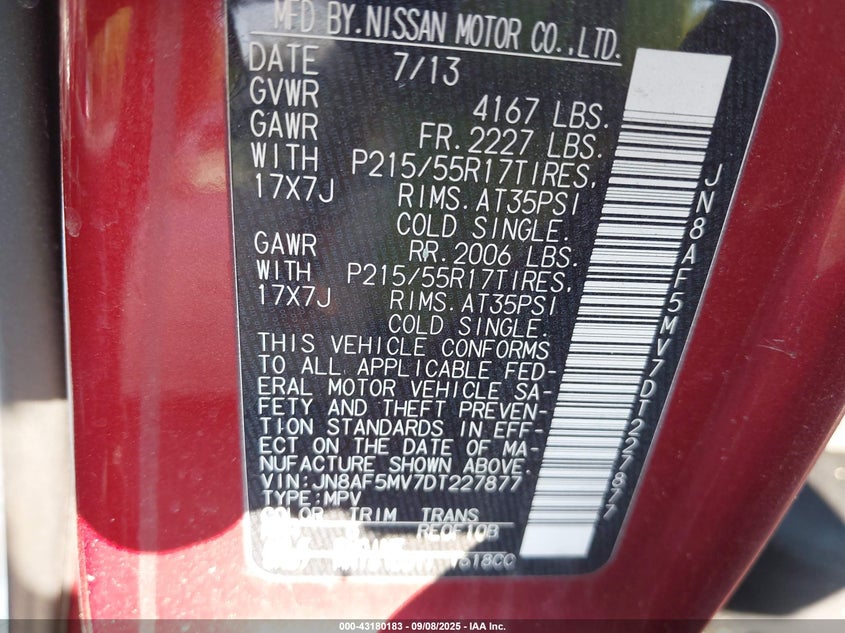 MFD BY. NISSAN MOTOR CO., LTD.
DATE 7/13
GVWR 4167 LBS.
GAWR FR. 2227 LBS.
WITH P215/55R17TIRES,
17X7J RIMS. AT35PSI
COLD SINGLE.
GAWR RR. 2006 LBS.
WITH P215/55R17TIRES,
17X7J RIMS. AT35PSI
COLD SINGLE.
THIS VEHICLE CONFORMS
TO ALL APPLICABLE FED-
ERAL MOTOR VEHICLE SA-
FETY AND THEFT PREVEN-
TION STANDARDS IN EFF-
ECT ON THE DATE OF MA-
NUFACTURE SHOWN ABOVE.
VIN:JN8AF5MV7DT227877
TYPE:MPV
COLOR TRIM TRANS
RE0F10B
1618CC
JN8AF5MV7DT227877
000-43180183 - 09/08/2025 - IAA Inc.